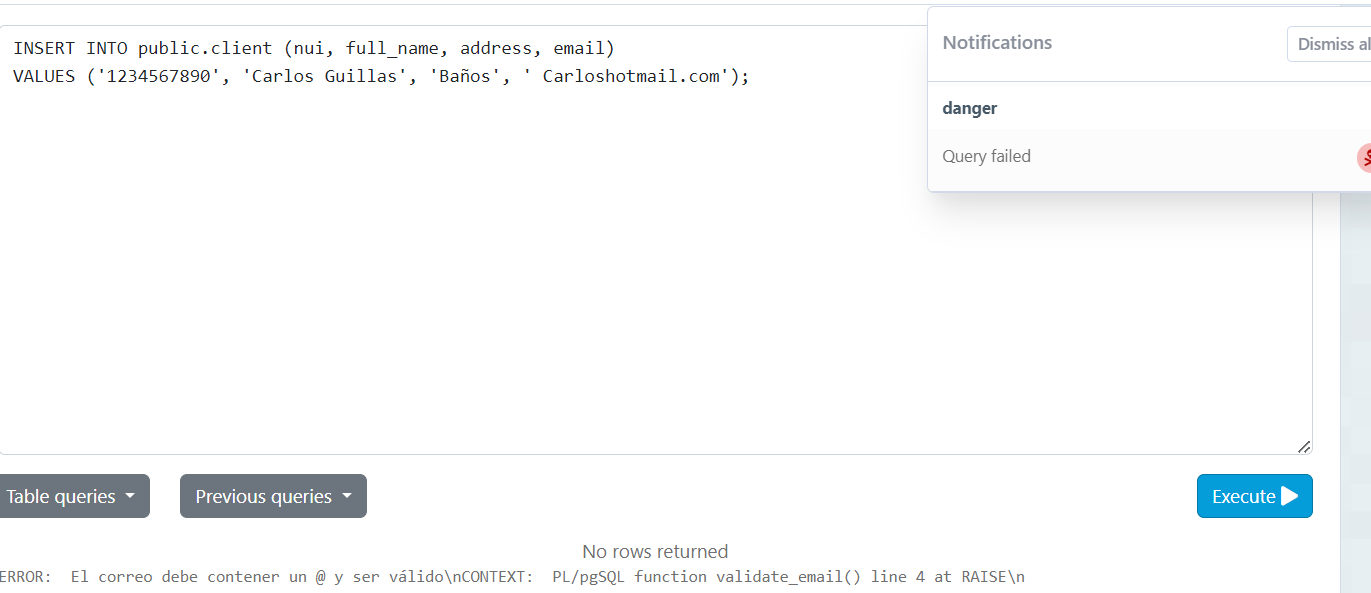 INSERT INTO public.client (nui, full_name, address, email)
VALUES ('1234567890', 'Carlos Guillas', 'Baños', ' Carloshotmail.com');
Notifications
Dismiss al
danger
Query failed
Table queries
Previous queries
Execute
No rows returned
ERROR:  El correo debe contener un @ y ser válido\nCONTEXT:  PL/pgSQL function validate_email() line 4 at RAISE\n